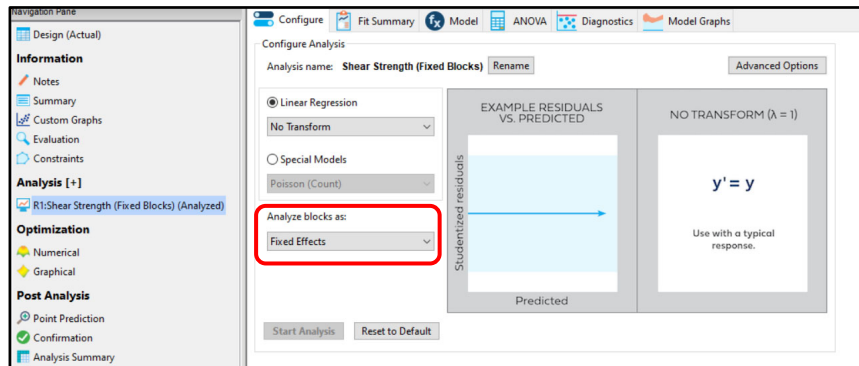 Navigation Pane
Design (Actual)
Information
Notes
Summary
Custom Graphs
Evaluation
Constraints
Analysis [+]
R1:Shear Strength (Fixed Blocks) (Analyzed)
Optimization
Numerical
Graphical
Post Analysis
Point Prediction
Confirmation
Analysis Summary
Configure Fit Summary fx Model ANOVA Diagnostics Model Graphs
Configure Analysis
Analysis name: Shear Strength (Fixed Blocks) Rename Advanced Options
Linear Regression
No Transform
Special Models
Poisson (Count)
Analyze blocks as:
Fixed Effects
Start Analysis Reset to Default
EXAMPLE RESIDUALS
VS. PREDICTED
Studentized residuals
Predicted
NO TRANSFORM (λ = 1)
y' = y
Use with a typical
response.